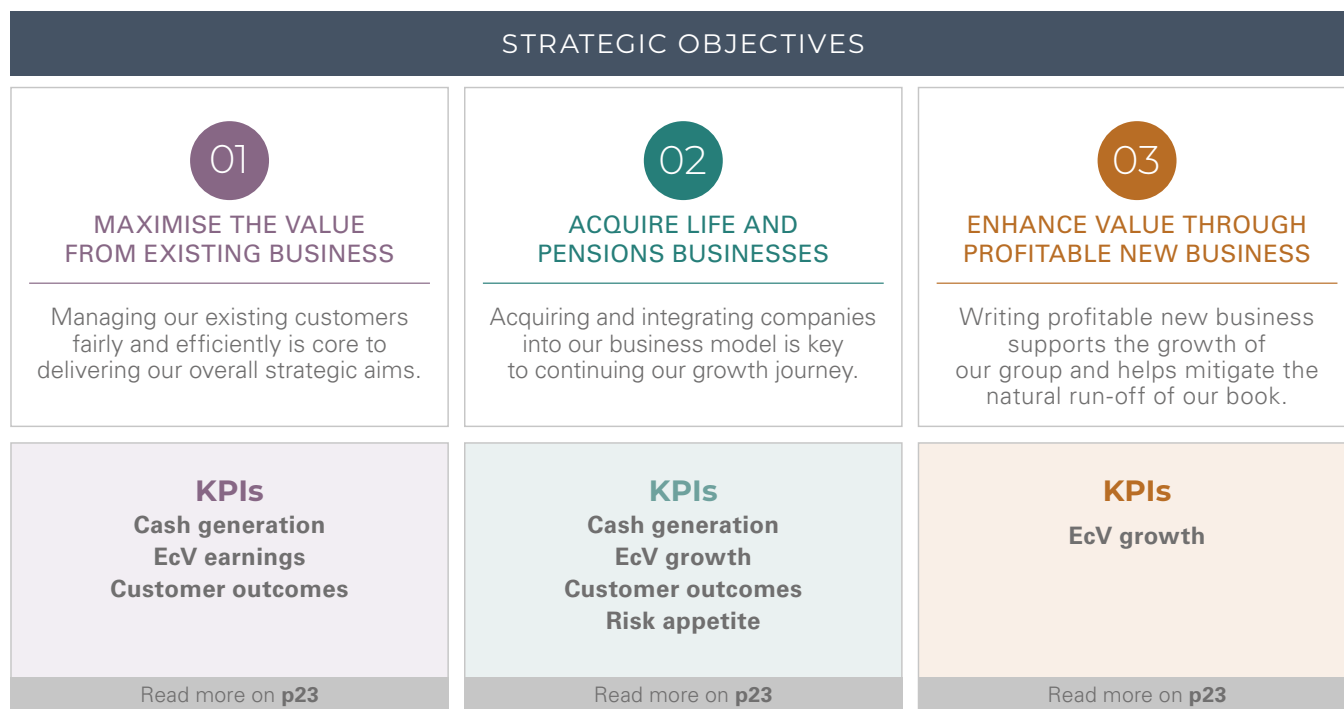 STRATEGIC OBJECTIVES
01
MAXIMISE THE VALUE
FROM EXISTING BUSINESS
Managing our existing customers
fairly and efficiently is core to
delivering our overall strategic aims.
KPIs
Cash generation
EcV earnings
Customer outcomes
Read more on p23
02
ACQUIRE LIFE AND
PENSIONS BUSINESSES
Acquiring and integrating companies
into our business model is key
to continuing our growth journey.
KPIs
Cash generation
EcV growth
Customer outcomes
Risk appetite
Read more on p23
03
ENHANCE VALUE THROUGH
PROFITABLE NEW BUSINESS
Writing profitable new business
supports the growth of
our group and helps mitigate the
natural run-off of our book.
KPIs
EcV growth
Read more on p23